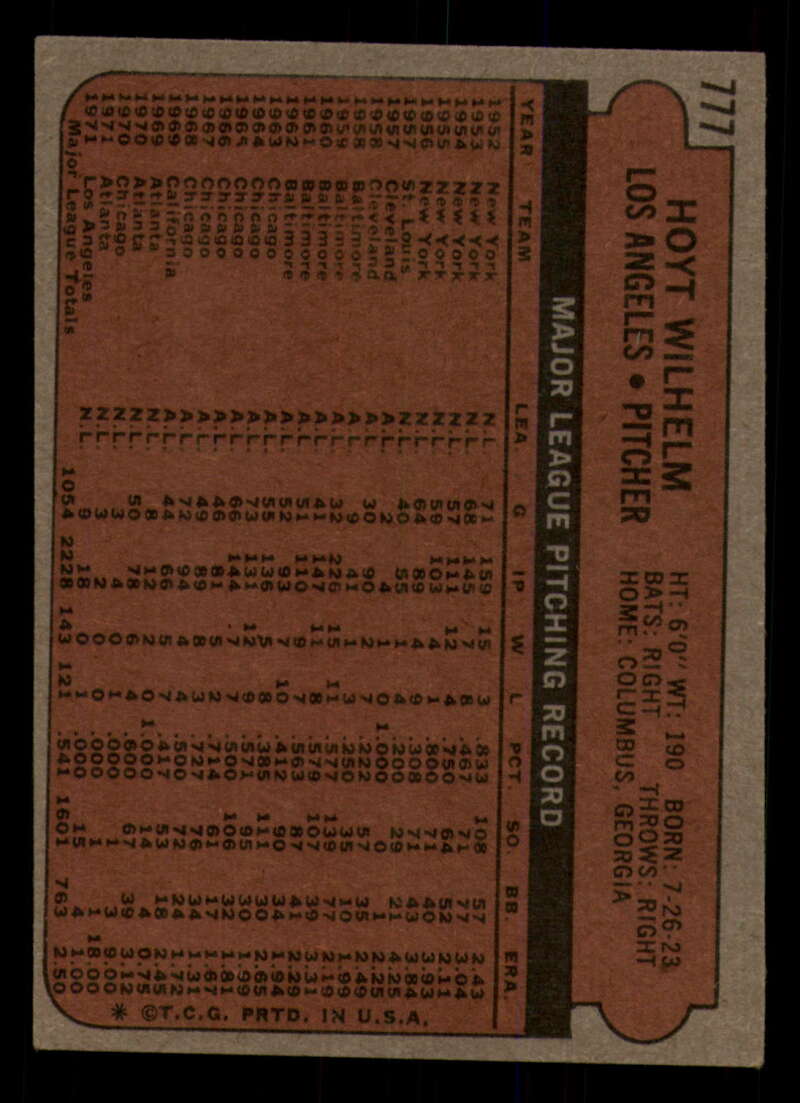 777
HOYT WILHELM
LOS ANGELES • PITCHER
HT: 6'0" WT: 190 BORN: 7-26-23
BATS: RIGHT THROWS: RIGHT
HOME: COLUMBUS, GEORGIA
MAJOR LEAGUE PITCHING RECORD
YEAR TEAM LEA G IP W L PCT. SO. BB. ERA.
1952 New York N.L. 71 159 15 3 .833 108 57 2.43
1953 New York N.L. 68 145 7 8 .467 71 77 3.04
1954 New York N.L. 57 111 12 4 .750 64 52 2.11
1955 New York N.L. 59 103 4 1 .800 71 40 3.93
1956 New York N.L. 64 89 4 9 .308 71 43 3.84
1957 St. Louis N.L. 40 55 1 4 .200 29 21 4.25
1957 Cleveland A.L. 2 4 1 0 1.000 0 1 2.25
1958 Cleveland A.L. 30 90 2 7 .222 57 35 2.49
1958 Baltimore A.L. 9 41 1 3 .250 35 10 1.99
1959 Baltimore A.L. 32 226 15 11 .577 139 77 2.19
1960 Baltimore A.L. 41 147 11 8 .579 107 39 3.31
1961 Baltimore A.L. 51 110 9 7 .563 87 41 2.29
1962 Baltimore A.L. 52 93 7 10 .412 90 34 1.94
1963 Chicago A.L. 55 136 5 8 .385 111 30 2.65
1964 Chicago A.L. 73 131 12 9 .571 95 30 1.99
1965 Chicago A.L. 66 144 7 7 .500 106 32 1.81
1966 Chicago A.L. 46 81 5 2 .714 61 17 1.67
1967 Chicago A.L. 49 89 8 3 .727 76 34 1.31
1968 Chicago A.L. 72 94 4 4 .500 72 24 1.72
1969 California A.L. 44 66 5 7 .417 53 18 2.45
1969 Atlanta N.L. 8 12 2 0 1.000 14 4 0.75
1970 Atlanta N.L. 50 78 6 4 .600 67 39 3.12
1970 Chicago N.L. 3 4 0 1 .000 1 3 9.00
1971 Atlanta N.L. 3 2 0 0 .000 1 1 18.00
1971 Los Angeles N.L. 9 18 0 1 .000 15 4 1.00
Major League Totals 1054 2228 143 121 .541 1601 763 2.50
* ©T.C.G. PRTD. IN U.S.A.